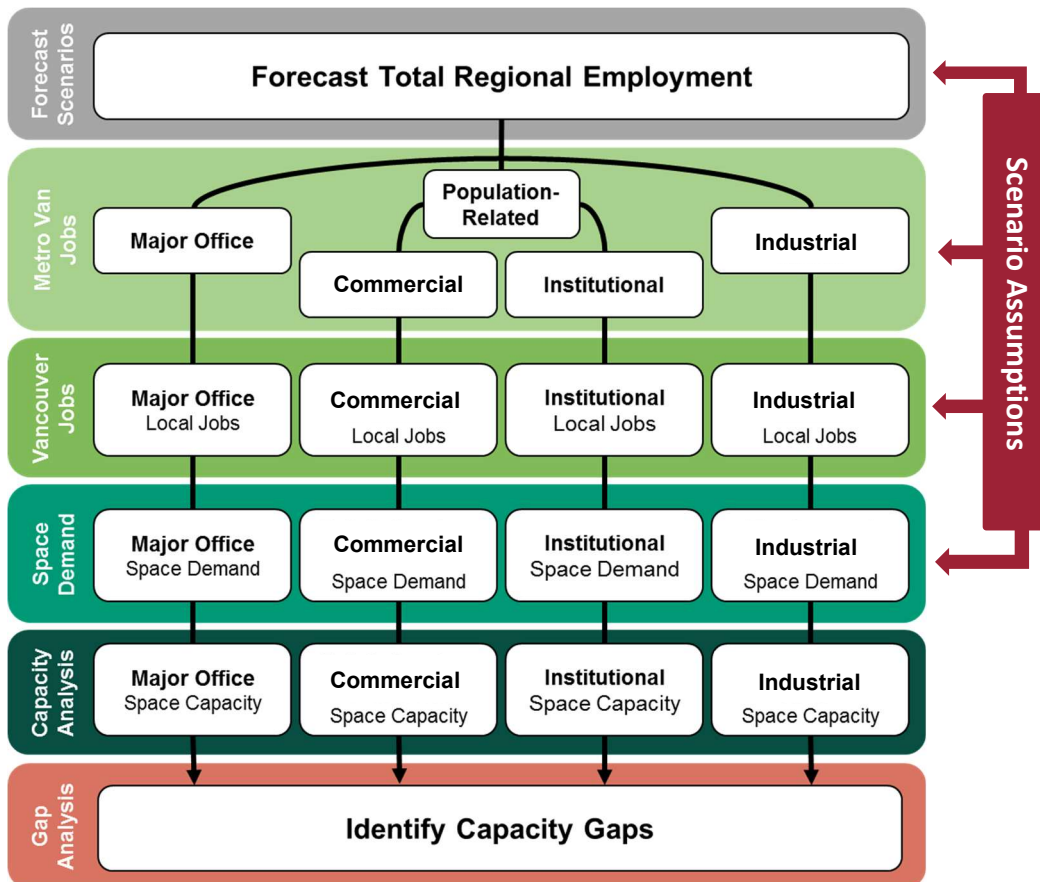 Forecast
Scenarios
Forecast Total Regional Employment
Scenario Assumptions
Metro Van
Jobs
Population-
Related
Major Office
Industrial
Commercial
Institutional
Vancouver
Jobs
Major Office
Local Jobs
Commercial
Local Jobs
Institutional
Local Jobs
Industrial
Local Jobs
Space
Demand
Major Office
Space Demand
Commercial
Space Demand
Institutional
Space Demand
Industrial
Space Demand
Capacity
Analysis
Major Office
Space Capacity
Commercial
Space Capacity
Institutional
Space Capacity
Industrial
Space Capacity
Gap
Analysis
Identify Capacity Gaps